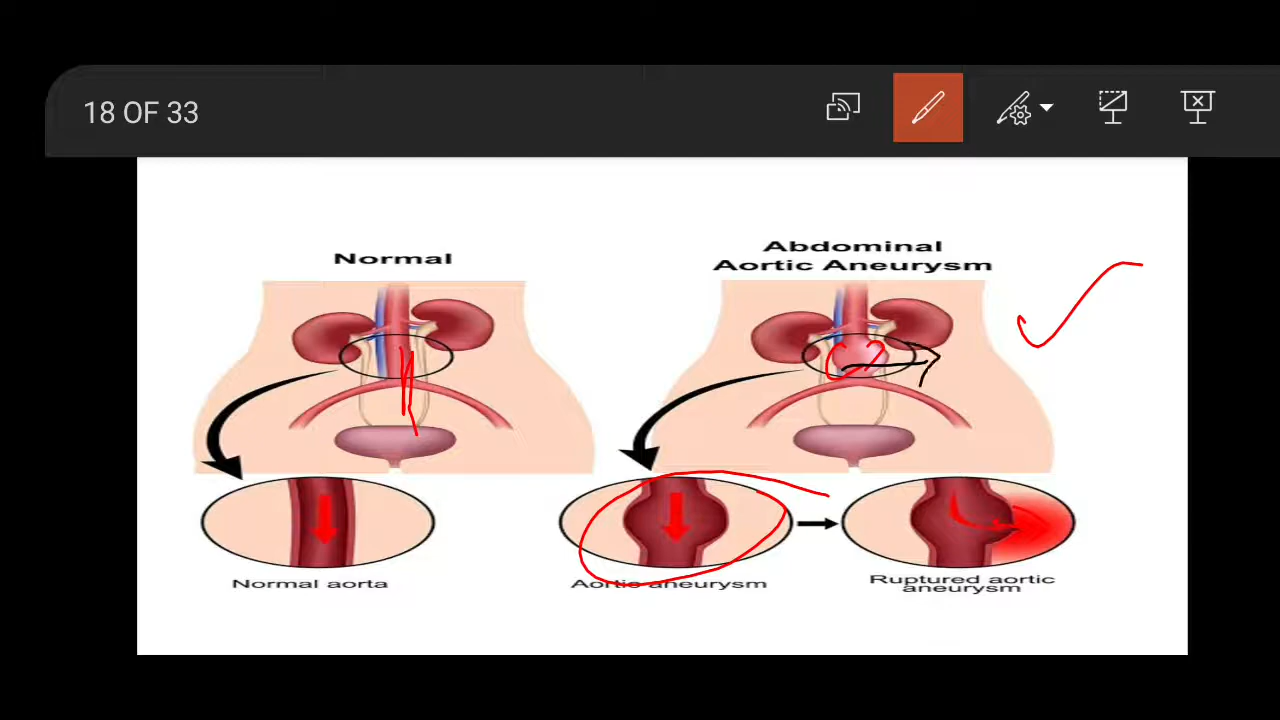 18 OF 33
Normal
Abdominal
Aortic Aneurysm
Normal aorta
Aortic aneurysm
Ruptured aortic
aneurysm